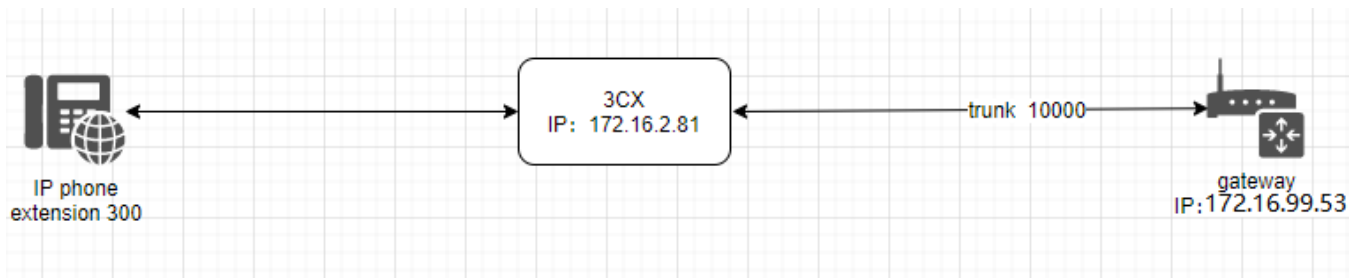 3CX
IP: 172.16.2.81
trunk 10000
IP phone
extension 300
gateway
IP:172.16.99.53